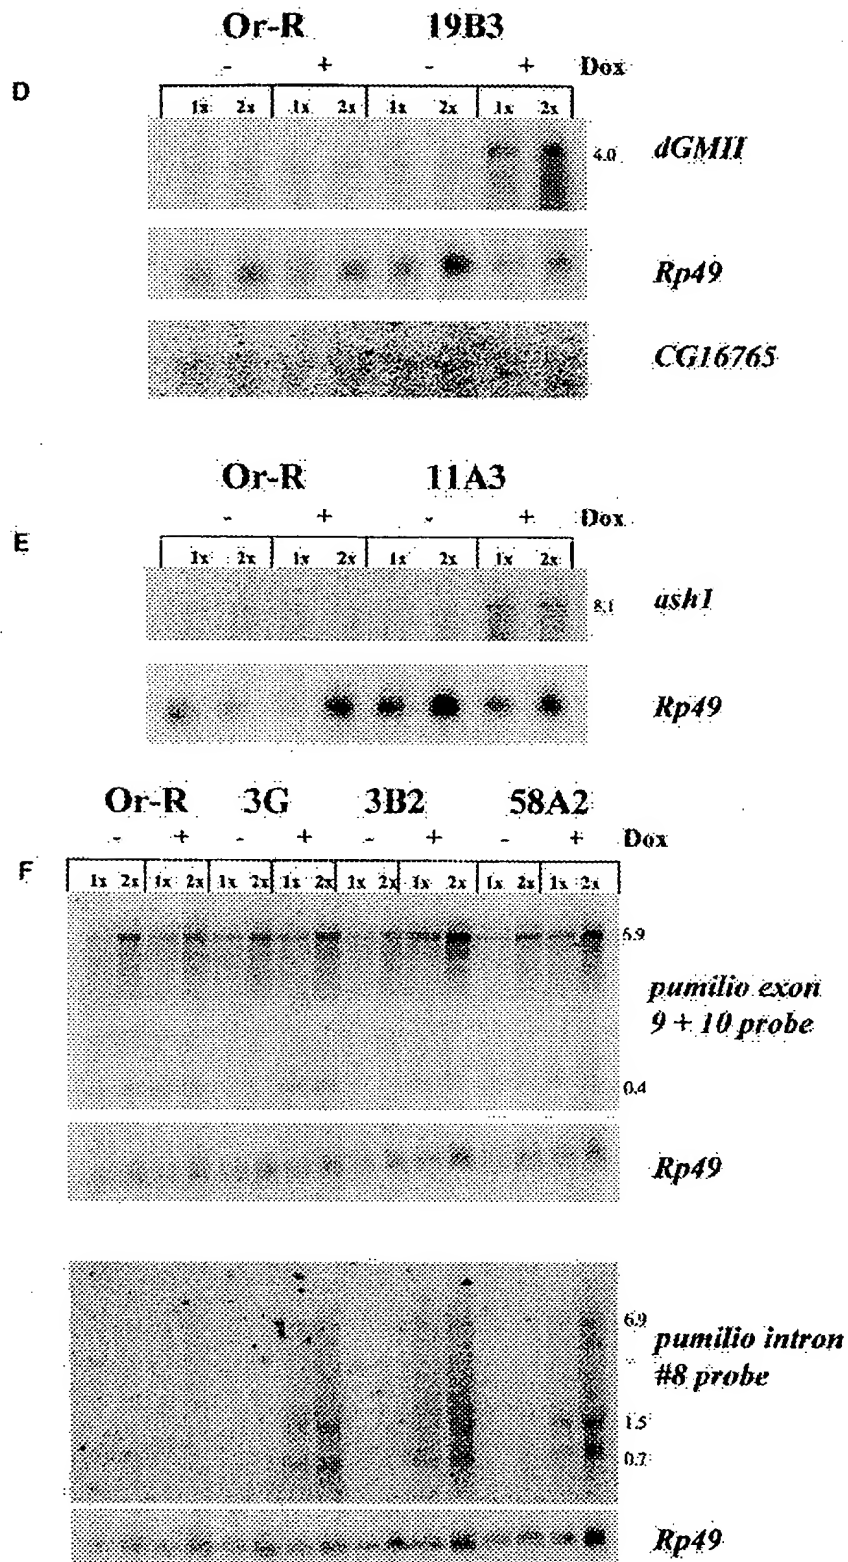 Or-R 19B3
- + - + Dox
D
1x 2x 1x 2x 1x 2x 1x 2x
4.0 dGMII
Rp49
CG16765
Or-R 11A3
- + - + Dox
E
1x 2x 1x 2x 1x 2x 1x 2x
8.1 ash1
Rp49
Or-R 3G 3B2 58A2
- + - + - + - + Dox
F
1x 2x 1x 2x 1x 2x 1x 2x 1x 2x 1x 2x 1x 2x 1x 2x
6.9
pumilio exon
9 + 10 probe
0.4
Rp49
6.9
pumilio intron
#8 probe
1.5
0.7
Rp49